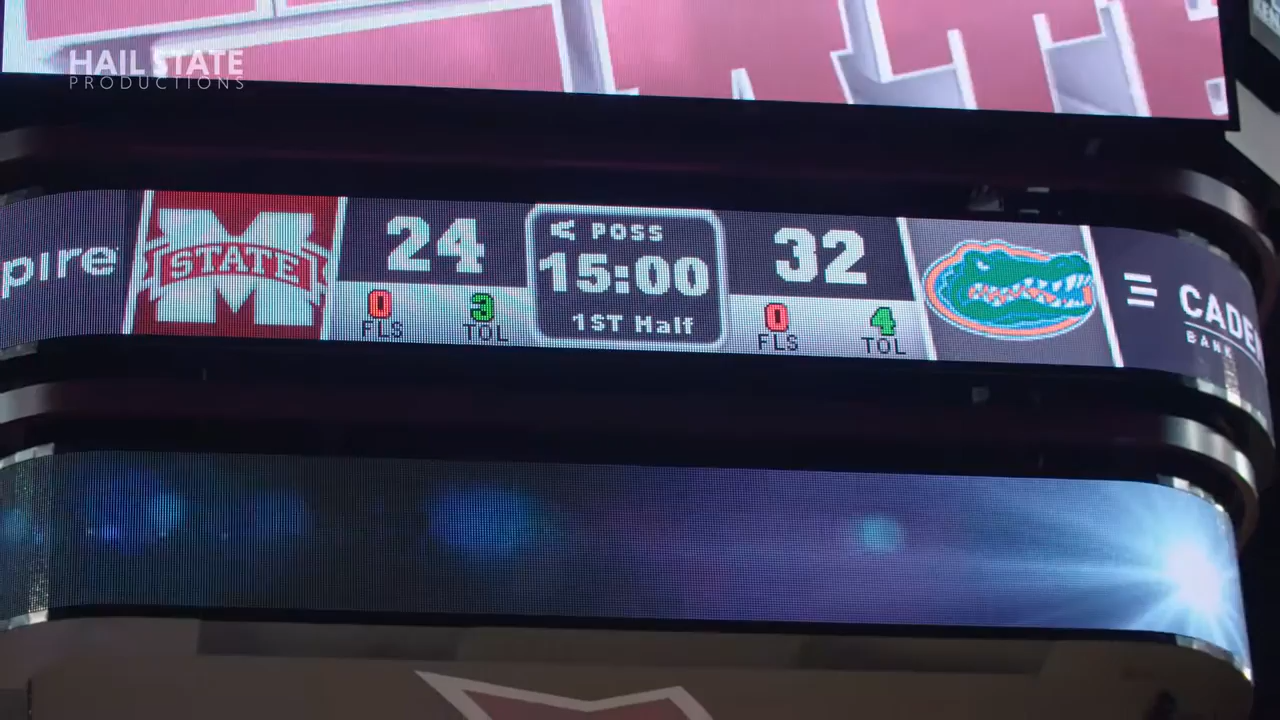 HAIL STATE
PRODUCTIONS
pire
M
STATE
24
0
FLS
3
TOL
< POSS
15:00
1ST Half
32
0
FLS
4
TOL
CADE
BANK